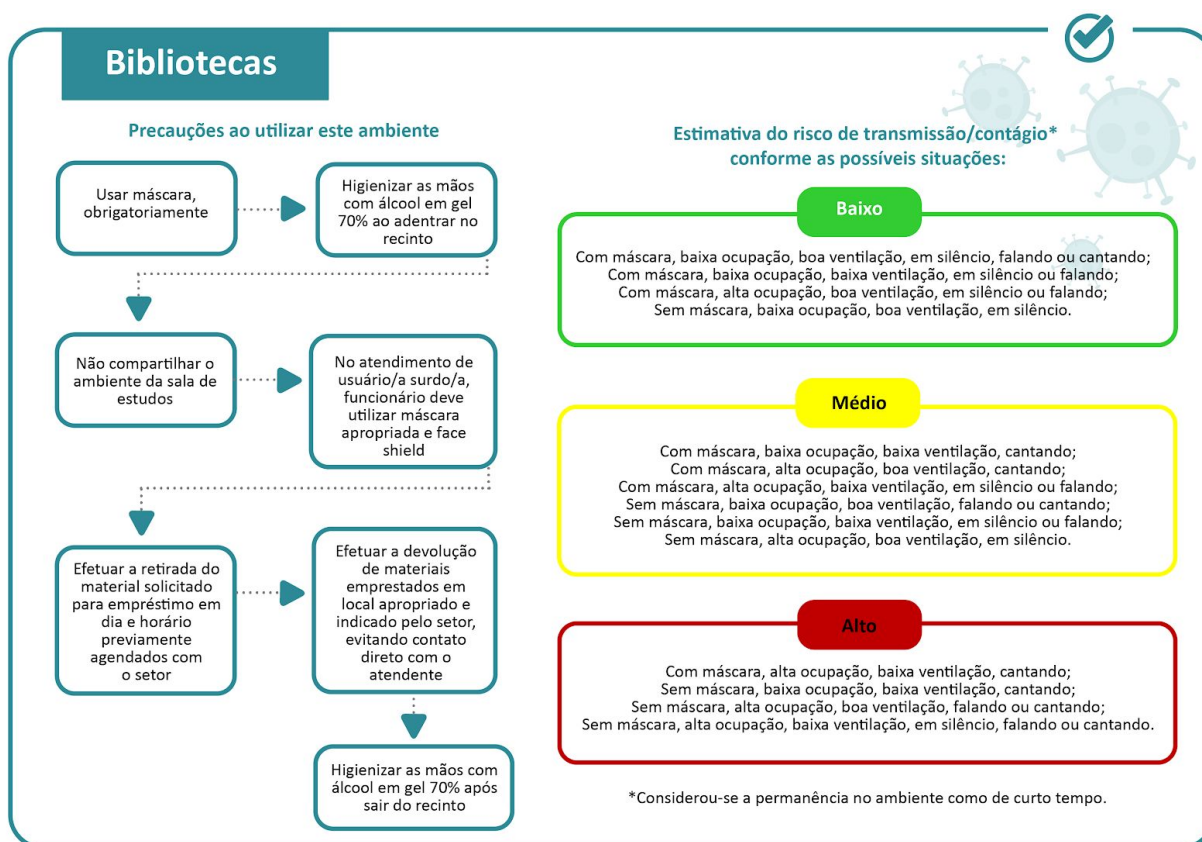 Bibliotecas
Precauções ao utilizar este ambiente
Usar máscara,
obrigatoriamente
Higienizar as mãos
com álcool em gel
70% ao adentrar no
recinto
Não compartilhar o
ambiente da sala de
estudos
No atendimento de
usuário/a surdo/a,
funcionário deve
utilizar máscara
apropriada e face
shield
Efetuar a retirada do
material solicitado
para empréstimo em
dia e horário
previamente
agendados com
o setor
Efetuar a devolução
de materiais
emprestados em
local apropriado e
indicado pelo setor,
evitando contato
direto com o
atendente
Higienizar as mãos com
álcool em gel 70% após
sair do recinto
Estimativa do risco de transmissão/contágio*
conforme as possíveis situações:
Baixo
Com máscara, baixa ocupação, boa ventilação, em silêncio, falando ou cantando;
Com máscara, baixa ocupação, baixa ventilação, em silêncio ou falando;
Com máscara, alta ocupação, boa ventilação, em silêncio ou falando;
Sem máscara, baixa ocupação, boa ventilação, em silêncio.
Médio
Com máscara, baixa ocupação, baixa ventilação, cantando;
Com máscara, alta ocupação, boa ventilação, cantando;
Com máscara, alta ocupação, baixa ventilação, em silêncio ou falando;
Sem máscara, baixa ocupação, boa ventilação, falando ou cantando;
Sem máscara, baixa ocupação, baixa ventilação, em silêncio ou falando;
Sem máscara, alta ocupação, boa ventilação, em silêncio.
Alto
Com máscara, alta ocupação, baixa ventilação, cantando;
Sem máscara, baixa ocupação, baixa ventilação, cantando;
Sem máscara, alta ocupação, boa ventilação, falando ou cantando;
Sem máscara, alta ocupação, baixa ventilação, em silêncio, falando ou cantando.
*Considerou-se a permanência no ambiente como de curto tempo.